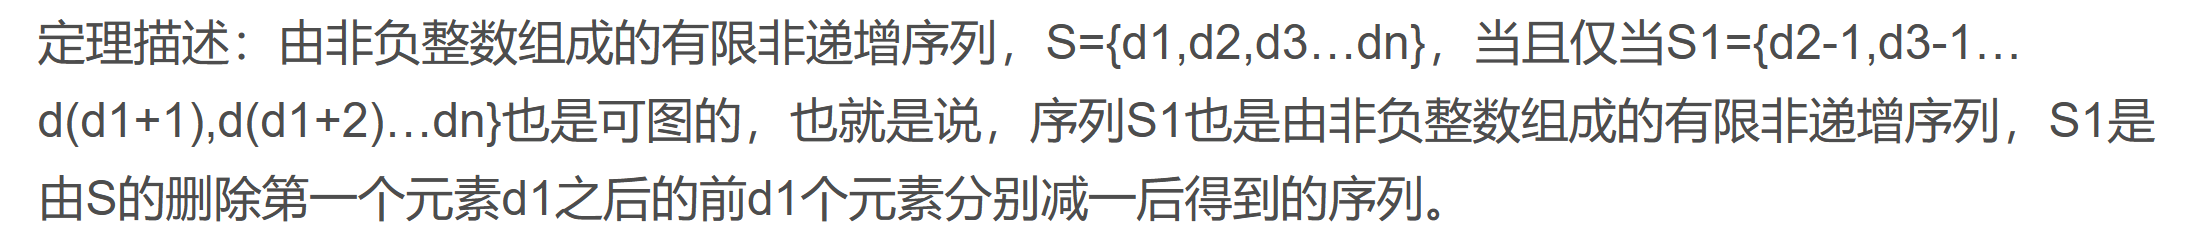 定理描述：由非负整数组成的有限非递增序列，S={d1,d2,d3…dn}，当且仅当S1={d2-1,d3-1…
d(d1+1),d(d1+2)…dn}也是可图的，也就是说，序列S1也是由非负整数组成的有限非递增序列，S1是
由S的删除第一个元素d1之后的前d1个元素分别减一后得到的序列。